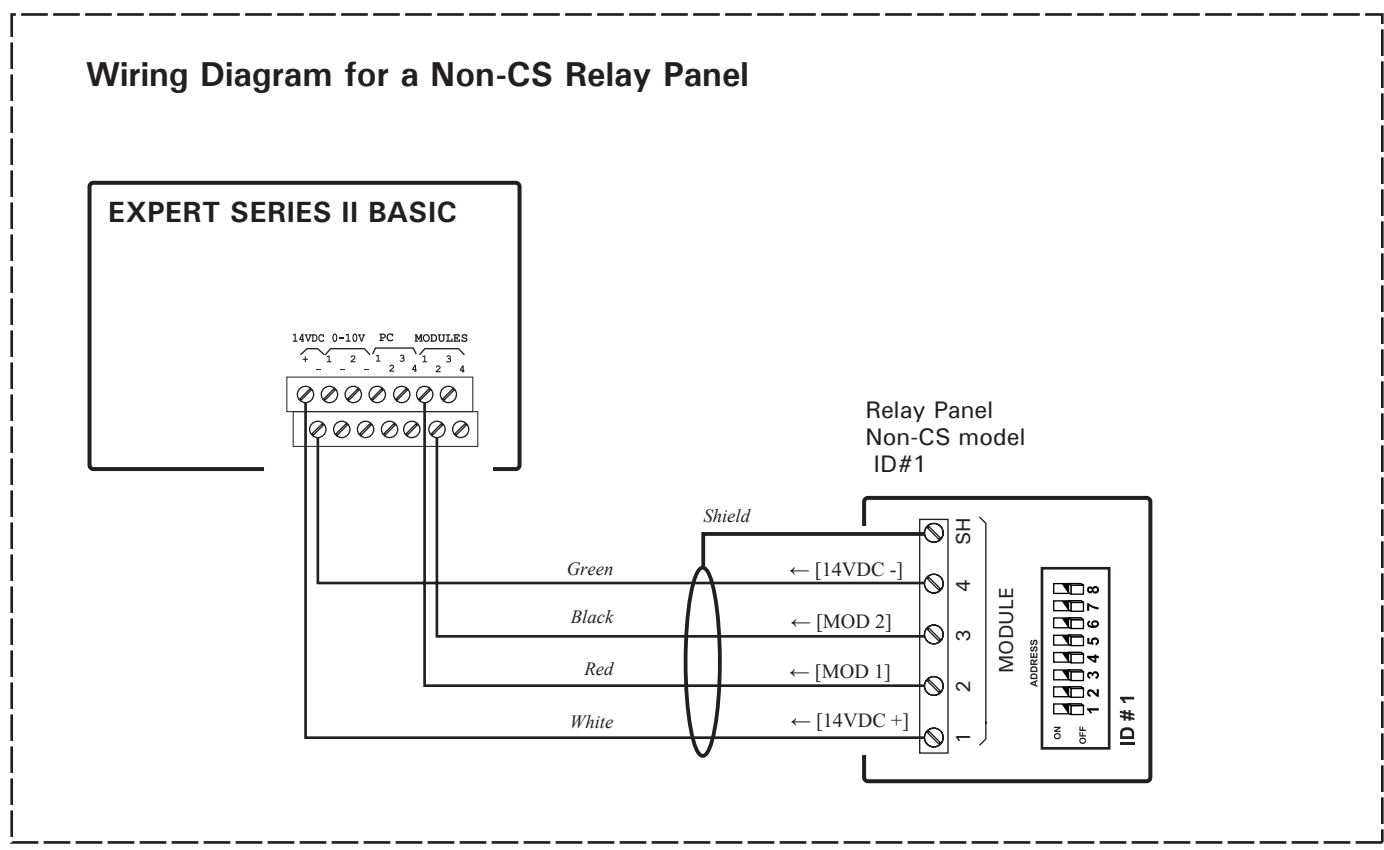 Wiring Diagram for a Non-CS Relay Panel
EXPERT SERIES II BASIC
14VDC 0-10V PC MODULES
+ 1 2 1 3 1 3
– – – 2 4 2 4
Relay Panel
Non-CS model
ID#1
Shield
SH
Green
← [14VDC -]
4
Black
← [MOD 2]
3
Red
← [MOD 1]
2
White
← [14VDC +]
1
MODULE
ADDRESS
1 2 3 4 5 6 7 8
ON
OFF
ID # 1